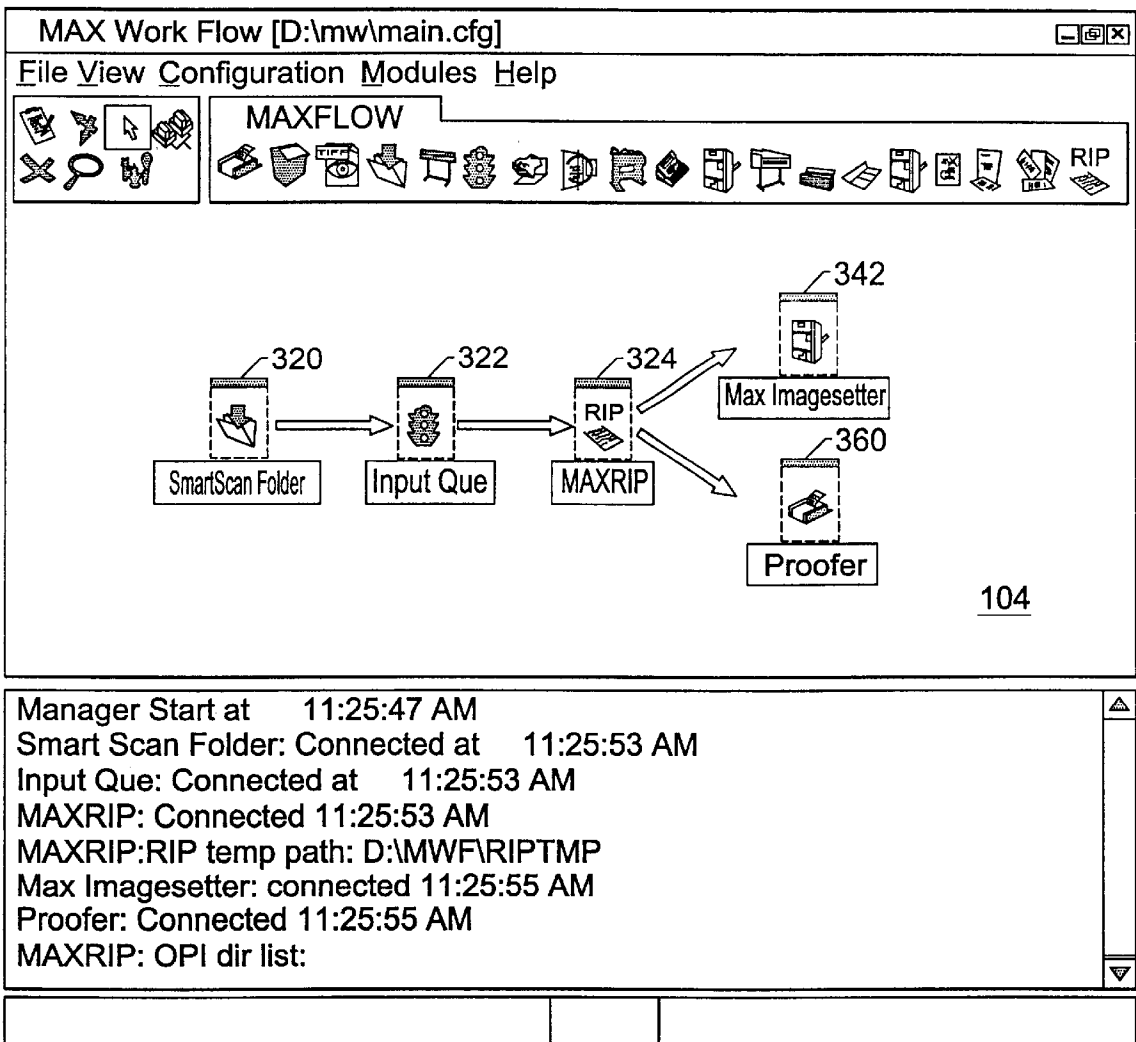 MAX Work Flow [D:\mw\main.cfg]
File View Configuration Modules Help
MAXFLOW
TIFF
RIP
342
320
322
324
RIP
Max Imagesetter
360
SmartScan Folder
Input Que
MAXRIP
Proofer
104
Manager Start at 11:25:47 AM
Smart Scan Folder: Connected at 11:25:53 AM
Input Que: Connected at 11:25:53 AM
MAXRIP: Connected 11:25:53 AM
MAXRIP:RIP temp path: D:\MWF\RIPTMP
Max Imagesetter: connected 11:25:55 AM
Proofer: Connected 11:25:55 AM
MAXRIP: OPI dir list: